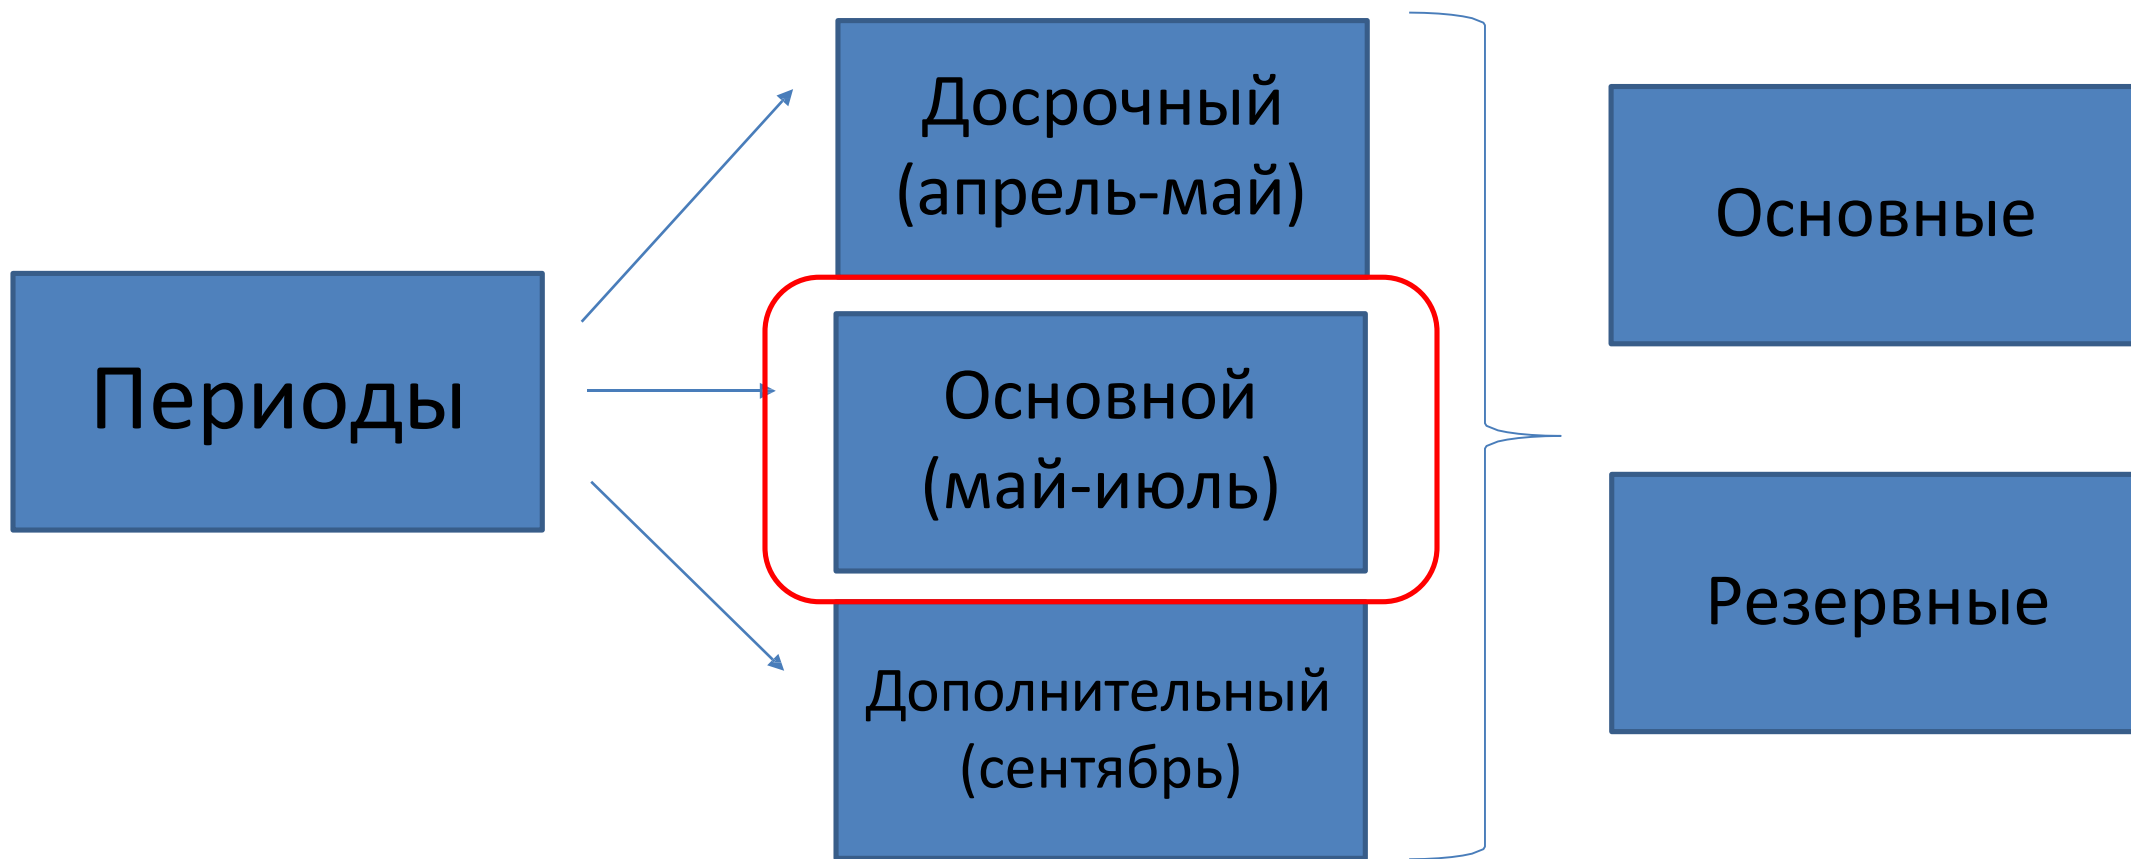 Периоды
Досрочный
(апрель-май)
Основной
(май-июль)
Дополнительный
(сентябрь)
Основные
Резервные